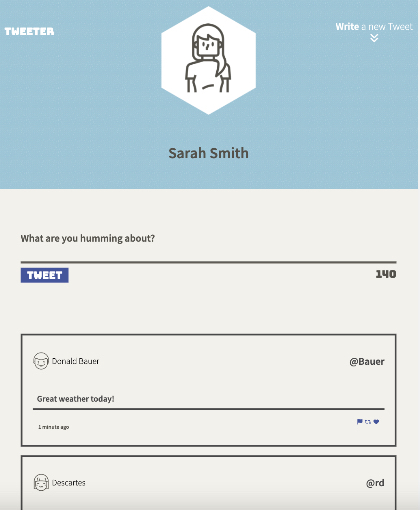 TWEETER
Write a new Tweet
Sarah Smith
What are you humming about?
TWEET
140
Donald Bauer
@Bauer
Great weather today!
1 minute ago
Descartes
@rd